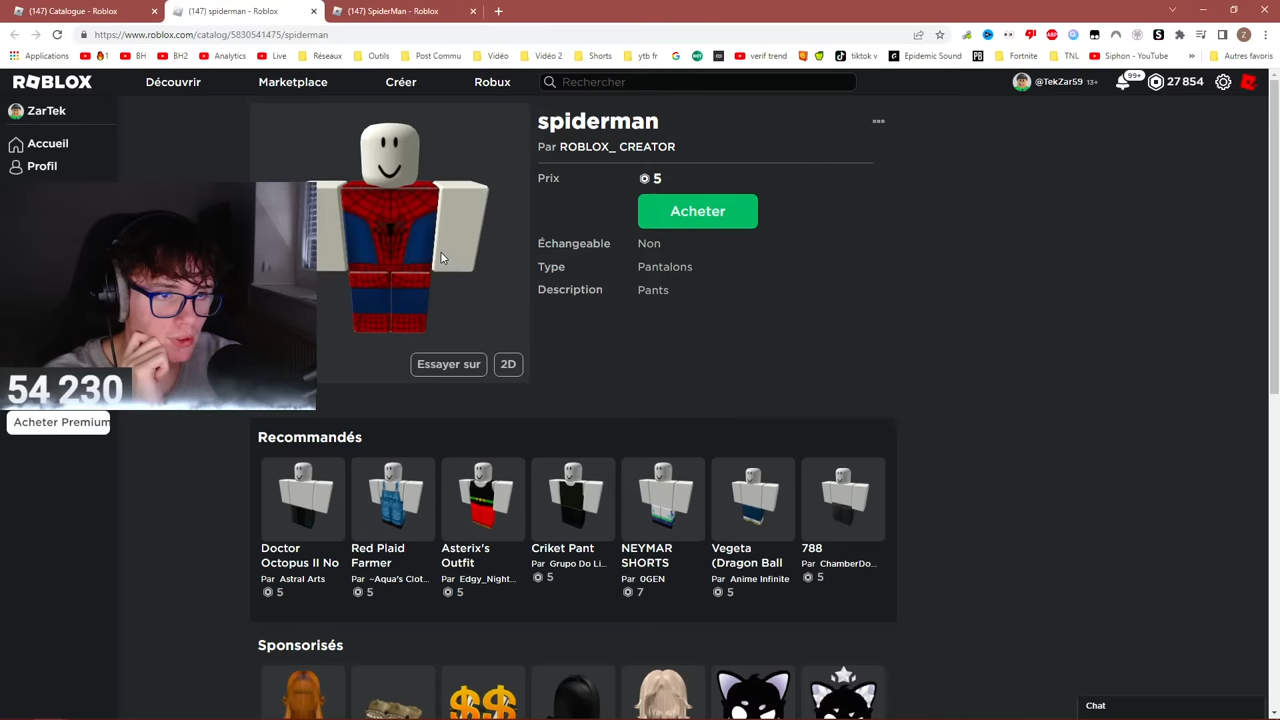 (147) Catalogue - Roblox
(147) spiderman - Roblox
(147) SpiderMan - Roblox
https://www.roblox.com/catalog/5830541475/spiderman
Applications
BH
BH2
Analytics
Live
Réseaux
Outils
Post Commu
Vidéo
Vidéo 2
Shorts
ytb fr
verif trend
tiktok v
Epidemic Sound
Fortnite
TNL
Siphon - YouTube
Autres favoris
ROBLOX
Découvrir
Marketplace
Créer
Robux
Rechercher
@TekZar59 13+
99+
27 854
ZarTek
Accueil
Profil
54 230
Acheter Premium
spiderman
Par ROBLOX_ CREATOR
Prix
5
Acheter
Échangeable Non
Type Pantalons
Description Pants
Essayer sur
2D
Recommandés
Doctor
Octopus II No
Par Astral Arts
5
Red Plaid
Farmer
Par ~Aqua's Clot...
5
Asterix's
Outfit
Par Edgy_Night...
5
Criket Pant
Par Grupo Do Li...
5
NEYMAR
SHORTS
Par 0GEN
7
Vegeta
(Dragon Ball
Par Anime Infinite
5
788
Par ChamberDo...
5
Sponsorisés
$$
Chat